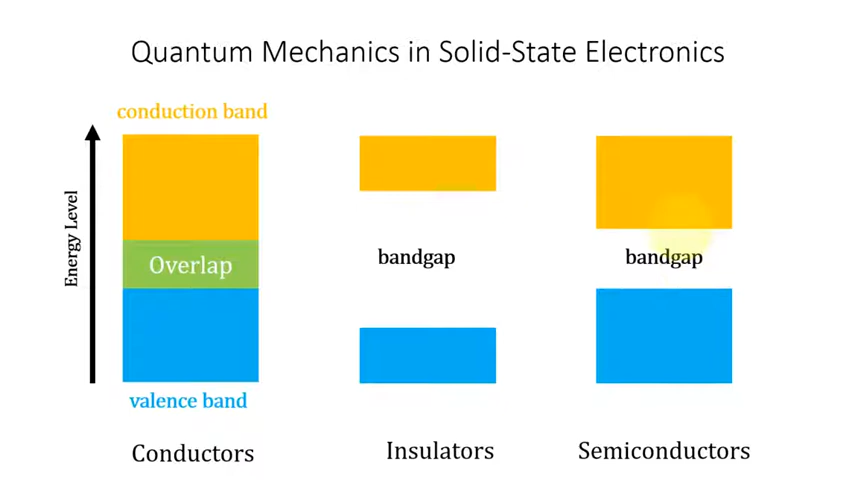 Quantum Mechanics in Solid-State Electronics
conduction band
Energy Level
Overlap
bandgap
bandgap
valence band
Conductors
Insulators
Semiconductors